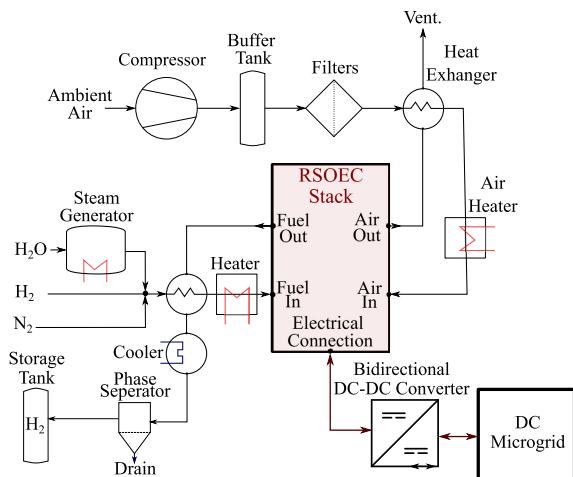 Vent.
Buffer
Tank
Compressor
Filters
Heat
Exhanger
Ambient
Air
RSOEC
Stack
Steam
Generator
Fuel
Out
Air
Out
Air
Heater
H₂O
Heater
H₂
Fuel
In
Air
In
N₂
Electrical
Connection
Cooler
Storage
Tank
Phase
Seperator
Bidirectional
DC-DC Converter
H₂
DC
Microgrid
Drain